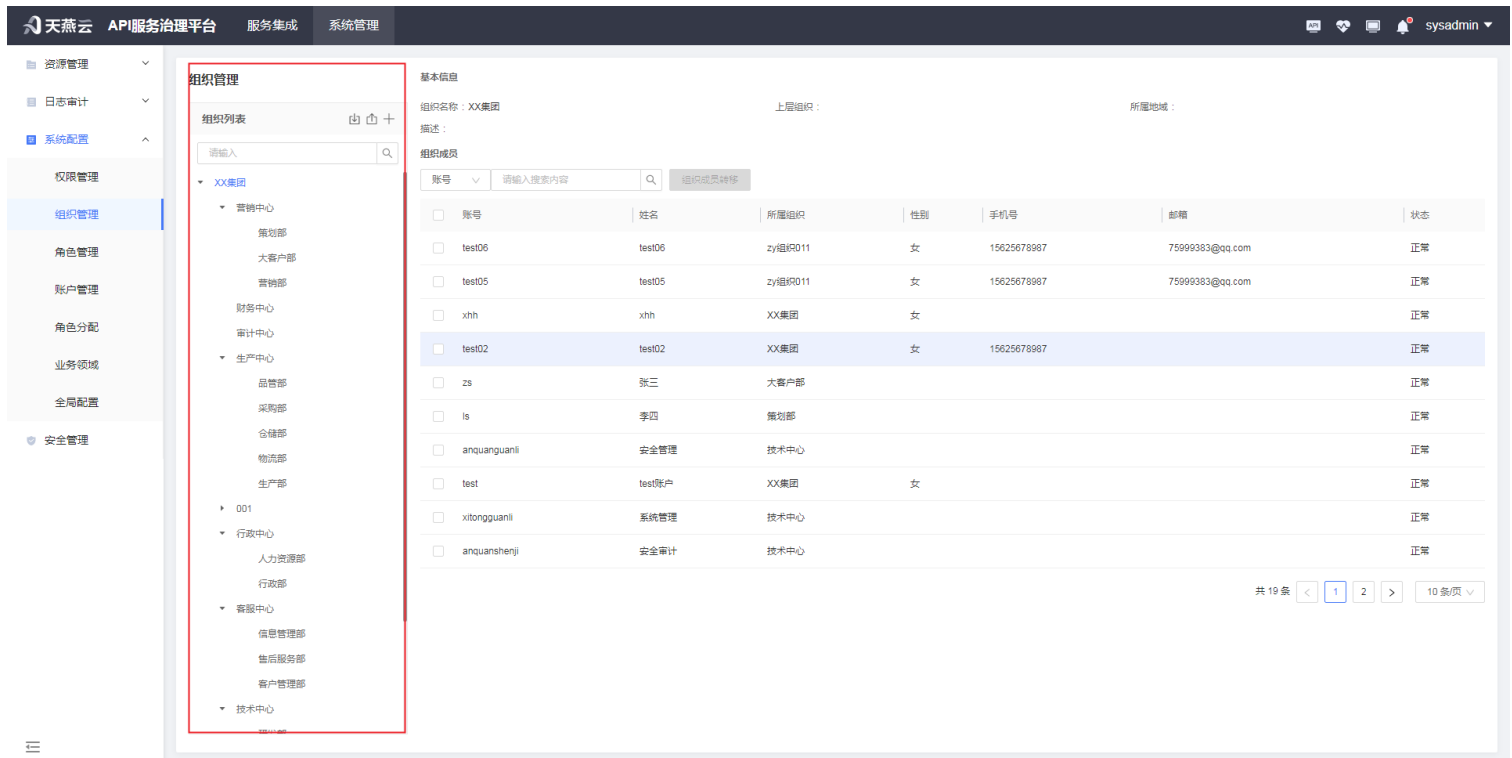 天燕云 API服务治理平台 服务集成 系统管理 API sysadmin
资源管理
日志审计
系统配置
权限管理
组织管理
角色管理
账户管理
角色分配
业务领域
全局配置
安全管理
组织管理
组织列表
请输入
XX集团
营销中心
策划部
大客户部
营销部
财务中心
审计中心
生产中心
品管部
采购部
仓储部
物流部
生产部
001
行政中心
人力资源部
行政部
客服中心
信息管理部
售后服务部
客户管理部
技术中心
基本信息
组织名称 : XX集团 上层组织 : 所属地域 :
描述 :
组织成员
账号 请输入搜索内容 组织成员转移
账号 姓名 所属组织 性别 手机号 邮箱 状态
test06 test06 zy组织011 女 15625678987 75999383@qq.com 正常
test05 test05 zy组织011 女 15625678987 75999383@qq.com 正常
xhh xhh XX集团 女 正常
test02 test02 XX集团 女 15625678987 正常
zs 张三 大客户部 正常
ls 李四 策划部 正常
anquanguanli 安全管理 技术中心 正常
test test账户 XX集团 女 正常
xitongguanli 系统管理 技术中心 正常
anquanshenji 安全审计 技术中心 正常
共 19 条 < 1 2 > 10 条/页